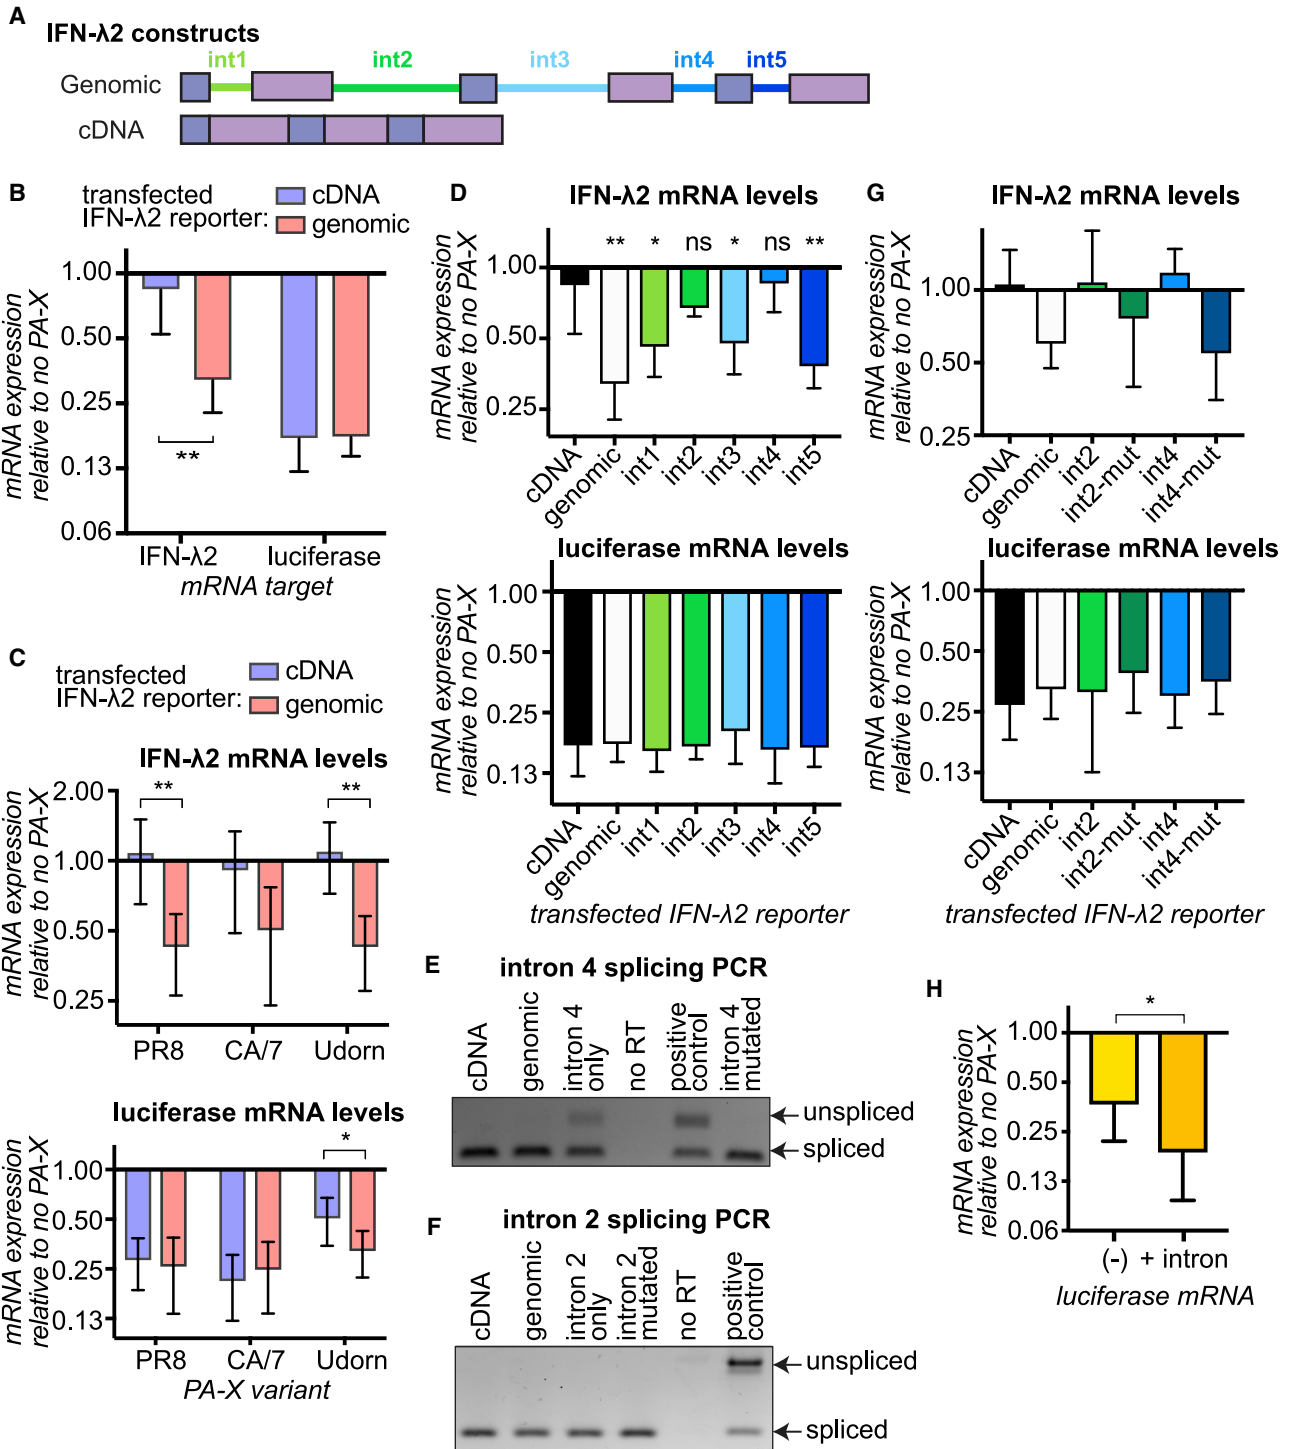 A
IFN-λ2 constructs
int1 int2 int3 int4 int5
Genomic
cDNA
B
transfected
IFN-λ2 reporter:
cDNA
genomic
mRNA expression
relative to no PA-X
1.00
0.50
0.25
0.13
0.06
**
IFN-λ2 luciferase
mRNA target
C
transfected
IFN-λ2 reporter:
cDNA
genomic
IFN-λ2 mRNA levels
mRNA expression
relative to no PA-X
2.00
1.00
0.50
0.25
** **
PR8 CA/7 Udorn
luciferase mRNA levels
mRNA expression
relative to no PA-X
1.00
0.50
0.25
0.13
*
PR8 CA/7 Udorn
PA-X variant
D
IFN-λ2 mRNA levels
mRNA expression
relative to no PA-X
1.00
0.50
0.25
** * ns * ns **
cDNA genomic int1 int2 int3 int4 int5
luciferase mRNA levels
mRNA expression
relative to no PA-X
1.00
0.50
0.25
0.13
cDNA genomic int1 int2 int3 int4 int5
transfected IFN-λ2 reporter
E
intron 4 splicing PCR
cDNA
genomic
intron 4
only
no RT
positive
control
intron 4
mutated
unspliced
spliced
F
intron 2 splicing PCR
cDNA
genomic
intron 2
only
intron 2
mutated
no RT
positive
control
unspliced
spliced
G
IFN-λ2 mRNA levels
mRNA expression
relative to no PA-X
1.00
0.50
0.25
cDNA genomic int2 int2-mut int4 int4-mut
luciferase mRNA levels
mRNA expression
relative to no PA-X
1.00
0.50
0.25
0.13
cDNA genomic int2 int2-mut int4 int4-mut
transfected IFN-λ2 reporter
H
mRNA expression
relative to no PA-X
1.00
0.50
0.25
0.13
0.06
*
(-) + intron
luciferase mRNA